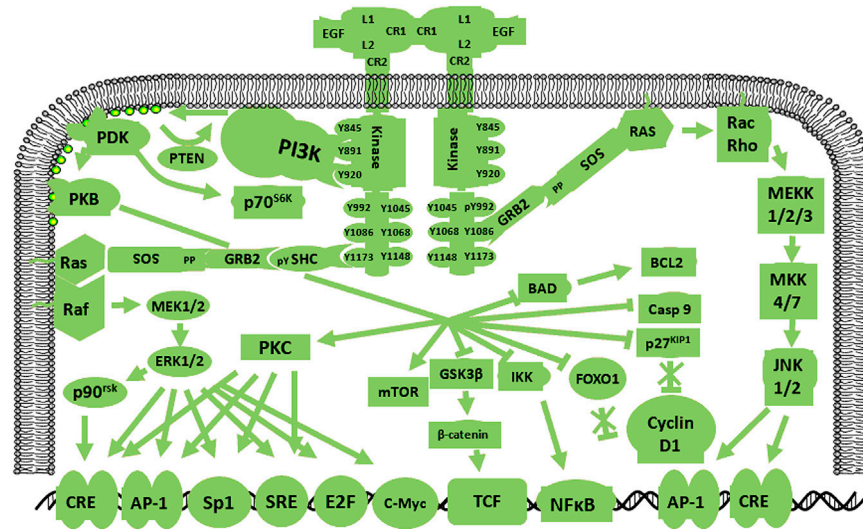 L1 L1
EGF CR1 CR1 EGF
L2 L2
CR2 CR2
PDK
PTEN
PI3K
Kinase
Kinase
Y845
Y891
Y920
Y845
Y891
Y920
RAS
Rac
Rho
SOS
PP
GRB2
PKB
p70S6K
Y992 Y1045 Y1045 pY992
Y1086 Y1068 Y1068 Y1086
Y1173 Y1148 Y1148 Y1173
MEKK
1/2/3
Ras
SOS PP GRB2 pY SHC
Raf
MEK1/2
ERK1/2
p90rsk
PKC
BAD
BCL2
Casp 9
p27KIP1
MKK
4/7
JNK
1/2
mTOR
GSK3β
IKK
FOXO1
Cyclin
D1
β-catenin
CRE AP-1 Sp1 SRE E2F C-Myc TCF NFκB AP-1 CRE